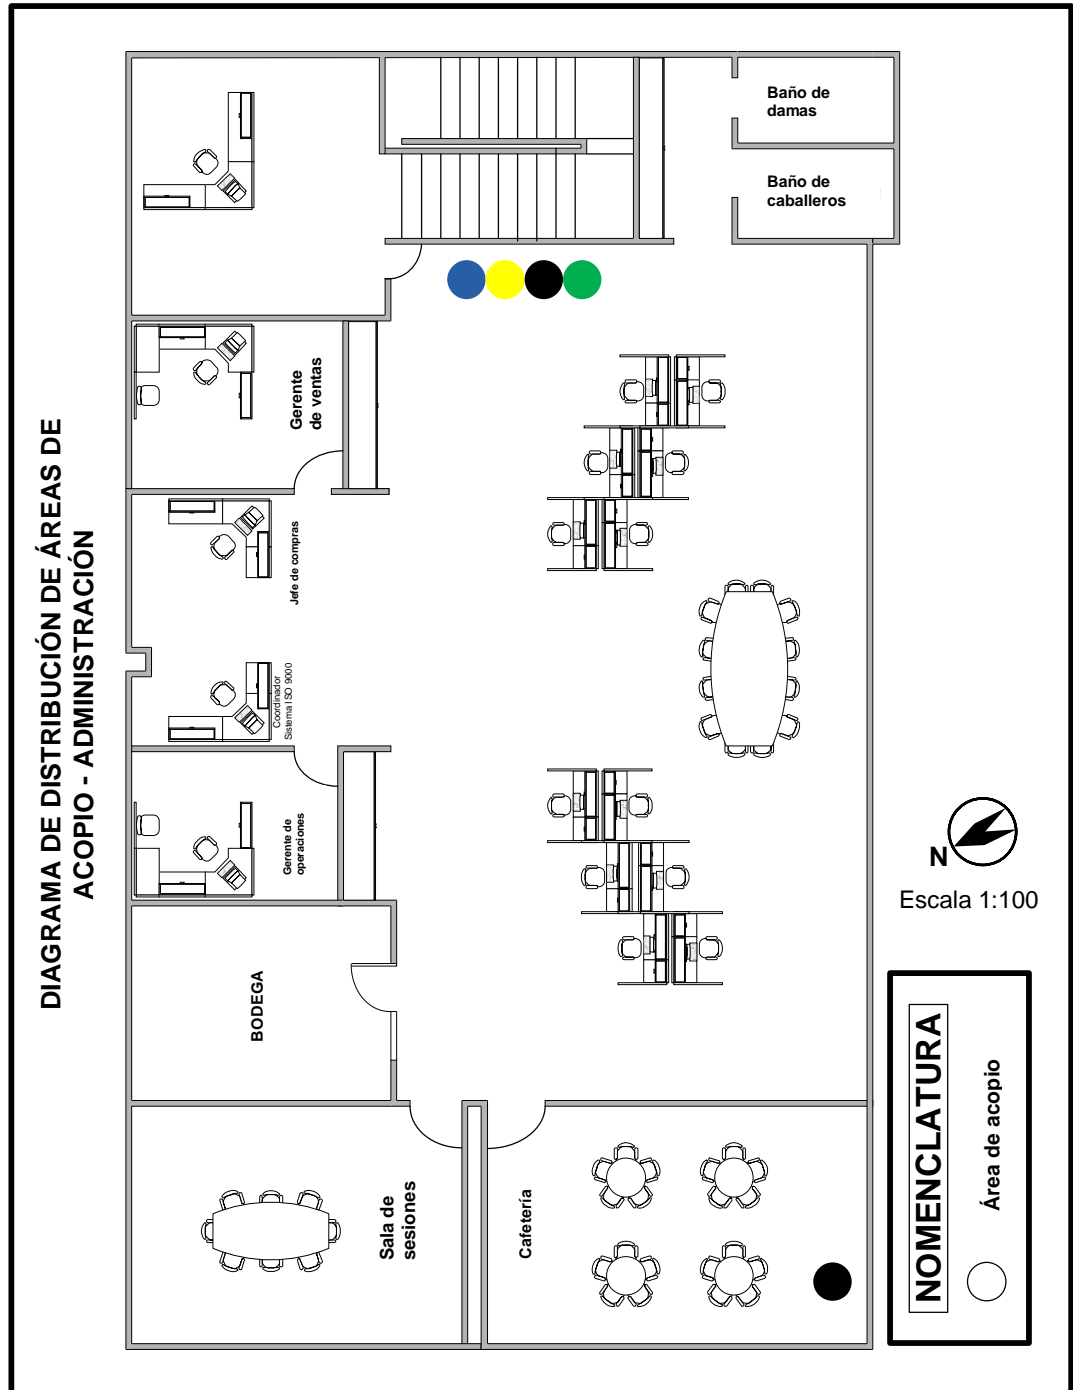 DIAGRAMA DE DISTRIBUCIÓN DE ÁREAS DE
ACOPIO - ADMINISTRACIÓN
Baño de
damas
Baño de
caballeros
Gerente
de ventas
Jefe de compras
Coordinador
Sistema ISO 9000
Gerente de
operaciones
BODEGA
Sala de
sesiones
Cafetería
N
Escala 1:100
NOMENCLATURA
Área de acopio